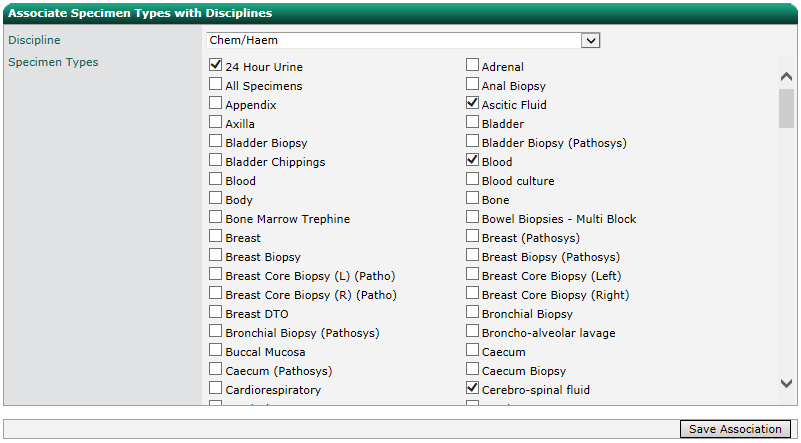 Associate Specimen Types with Disciplines
Discipline Chem/Haem
Specimen Types
24 Hour Urine Adrenal
All Specimens Anal Biopsy
Appendix Ascitic Fluid
Axilla Bladder
Bladder Biopsy Bladder Biopsy (Pathosys)
Bladder Chippings Blood
Blood Blood culture
Body Bone
Bone Marrow Trephine Bowel Biopsies - Multi Block
Breast Breast (Pathosys)
Breast Biopsy Breast Biopsy (Pathosys)
Breast Core Biopsy (L) (Patho) Breast Core Biopsy (Left)
Breast Core Biopsy (R) (Patho) Breast Core Biopsy (Right)
Breast DTO Bronchial Biopsy
Bronchial Biopsy (Pathosys) Broncho-alveolar lavage
Buccal Mucosa Caecum
Caecum (Pathosys) Caecum Biopsy
Cardiorespiratory Cerebro-spinal fluid
Save Association